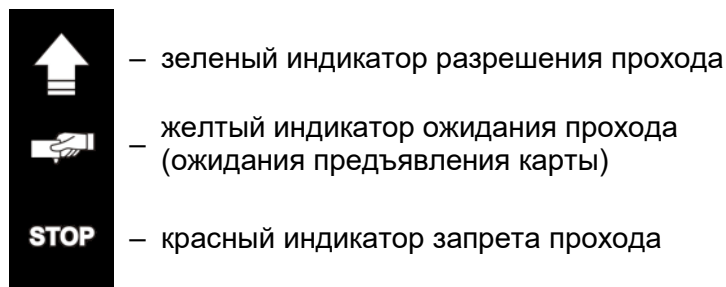 – зеленый индикатор разрешения прохода
– желтый индикатор ожидания прохода
(ожидания предъявления карты)
STOP – красный индикатор запрета прохода